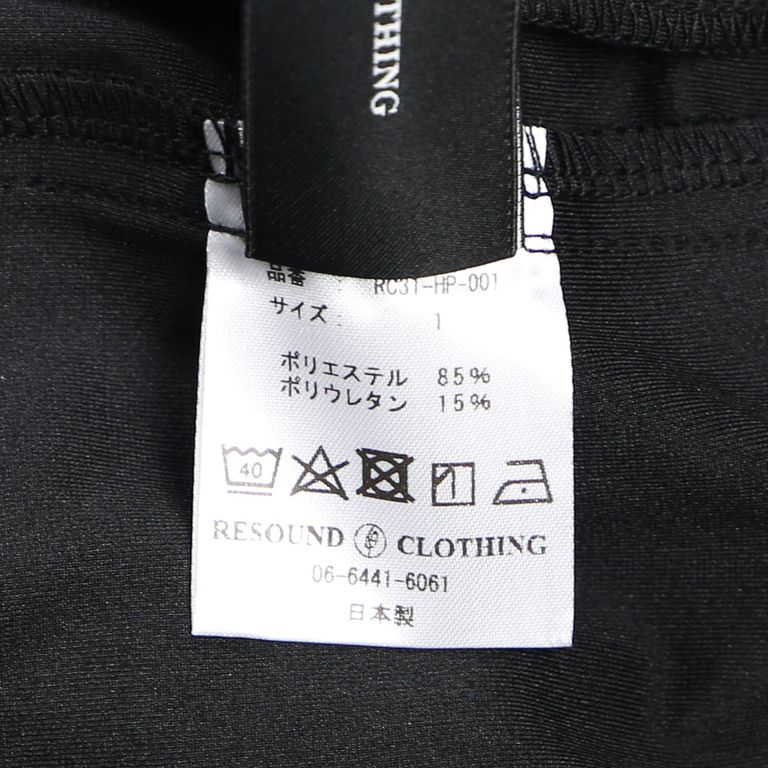 THING
品番 : RC31-HP-001
サイズ : 1
ポリエステル 85%
ポリウレタン 15%
40
RESOUND CLOTHING
06-6441-6061
日本製